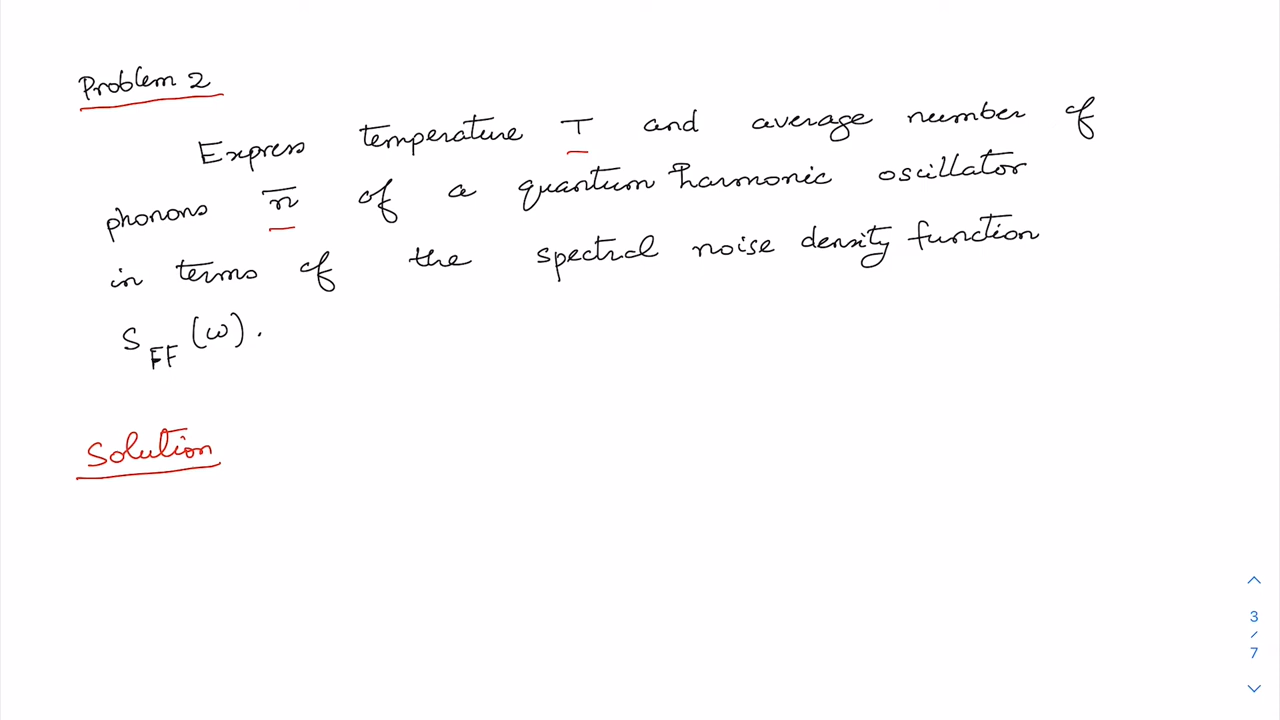 Problem 2
Express temperature T and average number of
phonons n̅ of a quantum harmonic oscillator
in terms of the spectral noise density function
S_FF (ω).
Solution
3
/
7